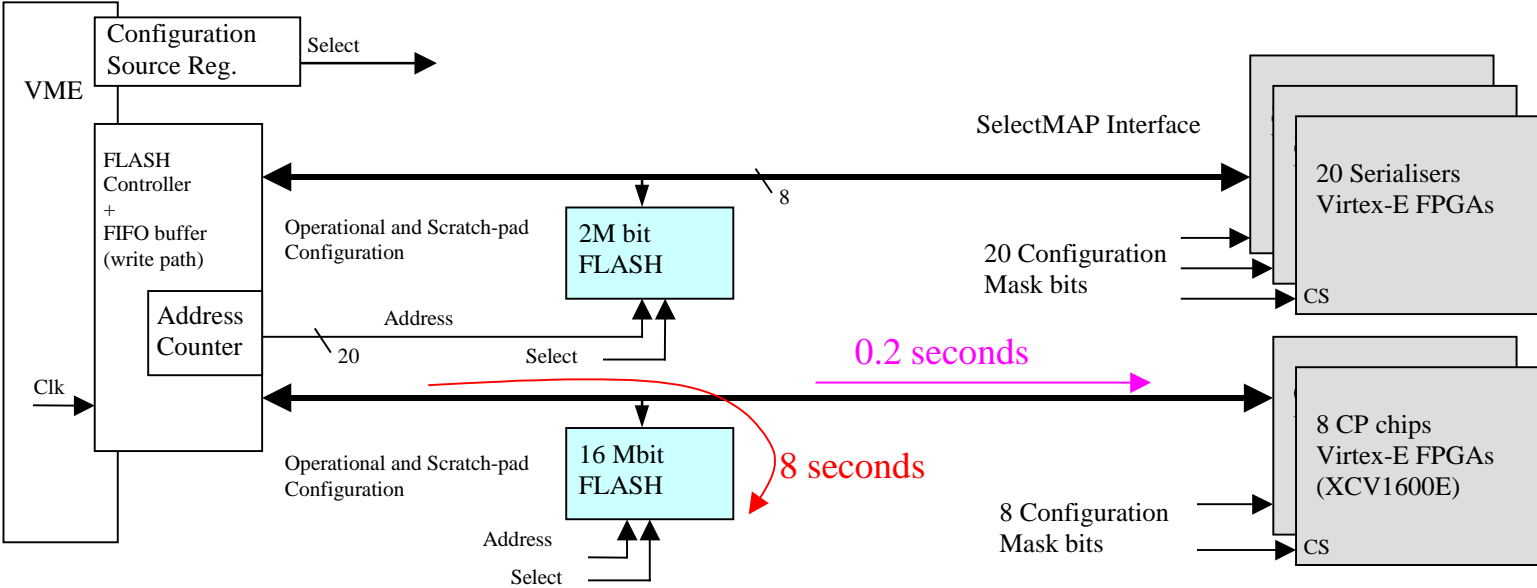 Configuration
Source Reg.
Select
VME
SelectMAP Interface
FLASH
Controller
+
FIFO buffer
(write path)
8
20 Serialisers
Virtex-E FPGAs
Operational and Scratch-pad
Configuration
2M bit
FLASH
20 Configuration
Mask bits
CS
Address
Counter
Address
20
Select
0.2 seconds
Clk
8 CP chips
Virtex-E FPGAs
(XCV1600E)
Operational and Scratch-pad
Configuration
16 Mbit
FLASH
8 seconds
8 Configuration
Mask bits
CS
Address
Select